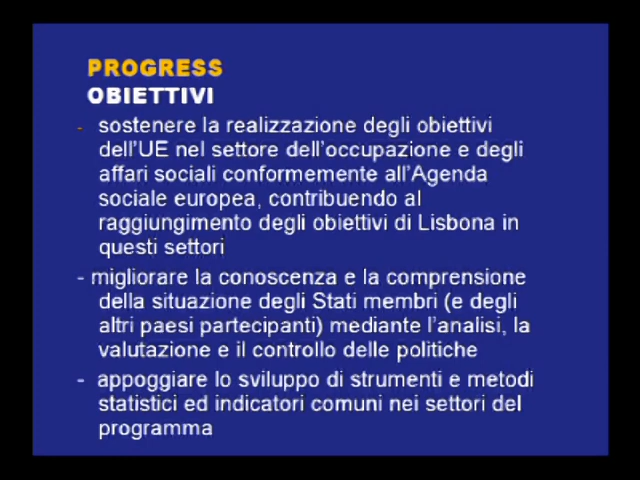 PROGRESS
OBIETTIVI
- sostenere la realizzazione degli obiettivi
dell'UE nel settore dell'occupazione e degli
affari sociali conformemente all'Agenda
sociale europea, contribuendo al
raggiungimento degli obiettivi di Lisbona in
questi settori
- migliorare la conoscenza e la comprensione
della situazione degli Stati membri (e degli
altri paesi partecipanti) mediante l'analisi, la
valutazione e il controllo delle politiche
- appoggiare lo sviluppo di strumenti e metodi
statistici ed indicatori comuni nei settori del
programma